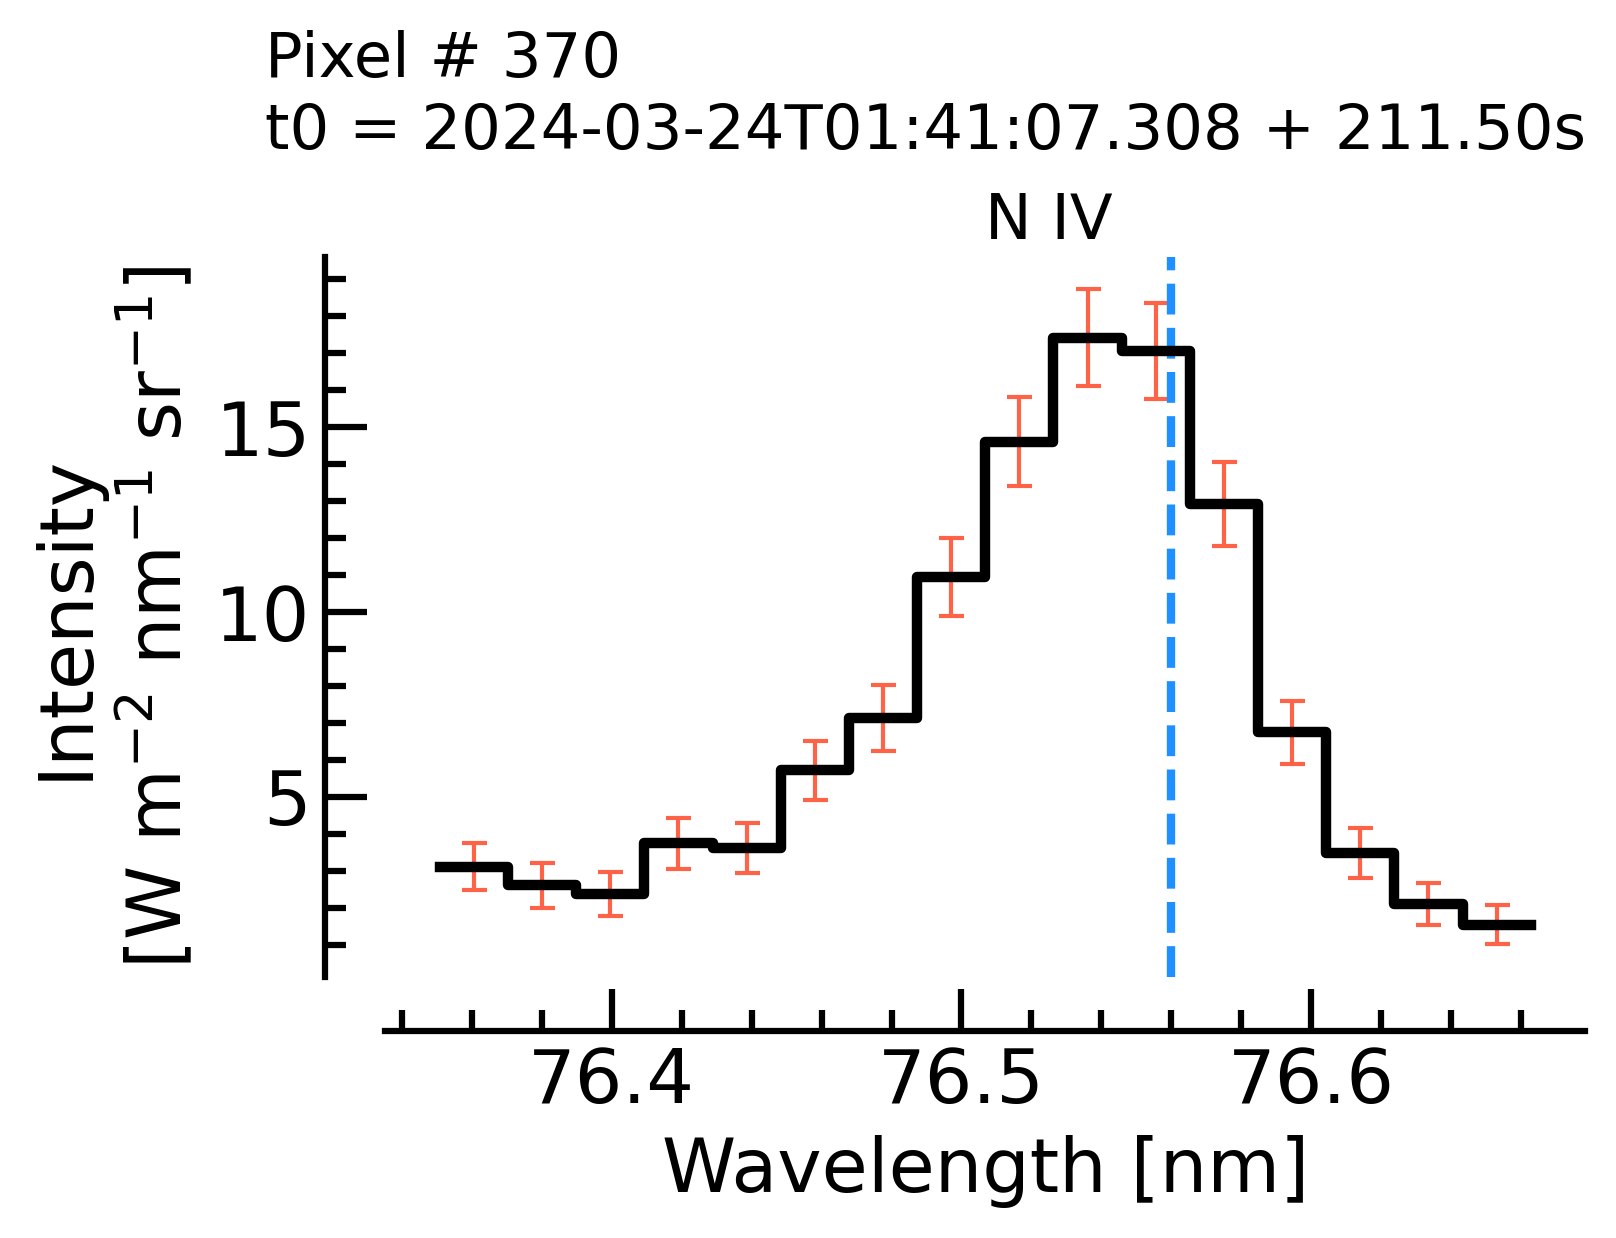 Pixel # 370
t0 = 2024-03-24T01:41:07.308 + 211.50s
N IV
Intensity
[W m⁻² nm⁻¹ sr⁻¹]
15
10
5
76.4 76.5 76.6
Wavelength [nm]